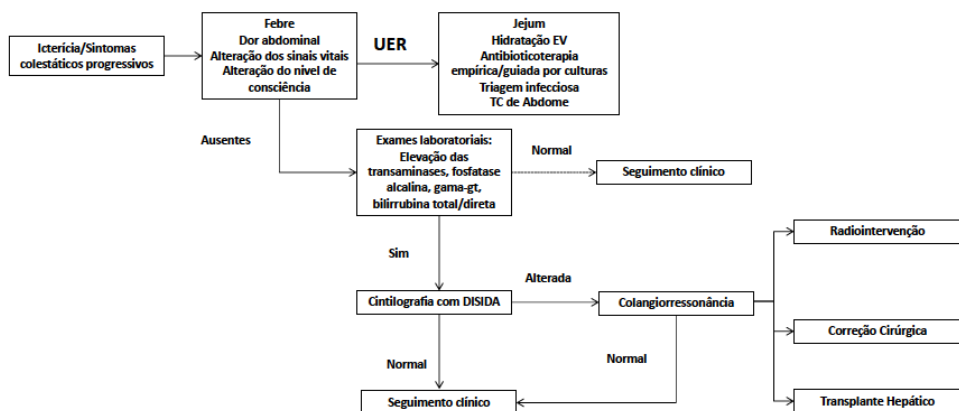 Icterícia/Sintomas
colestáticos progressivos
Febre
Dor abdominal
Alteração dos sinais vitais
Alteração do nivel de
consciência
UER
Jejum
Hidratação EV
Antibioticoterapia
empírica/guiada por culturas
Triagem infecciosa
TC de Abdome
Ausentes
Exames laboratoriais:
Elevação das
transaminases, fosfatase
alcalina, gama-gt,
bilirrubina total/direta
Normal
Seguimento clínico
Sim
Cintilografia com DISIDA
Alterada
Colangiorressonância
Radiointervenção
Correção Cirúrgica
Transplante Hepático
Normal
Normal
Seguimento clínico